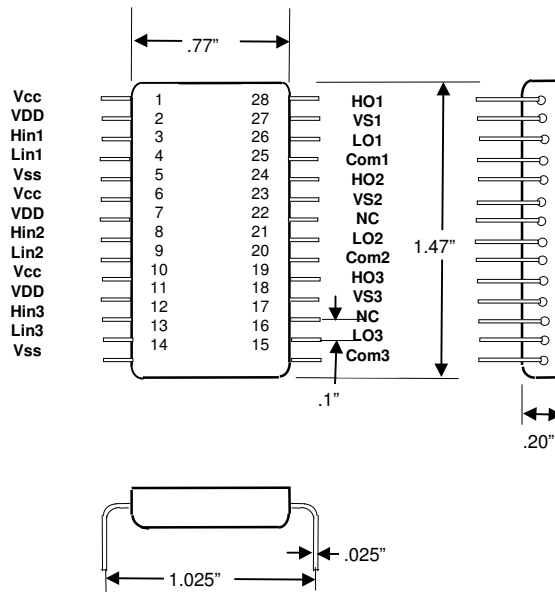 .77"
Vcc 1 28 HO1
VDD 2 27 VS1
Hin1 3 26 LO1
Lin1 4 25 Com1
Vss 5 24 HO2
Vcc 6 23 VS2
VDD 7 22 NC
Hin2 8 21 LO2
Lin2 9 20 Com2
Vcc 10 19 HO3
VDD 11 18 VS3
Hin3 12 17 NC
Lin3 13 16 LO3
Vss 14 15 Com3
1.47"
.1"
.20"
.025"
1.025"